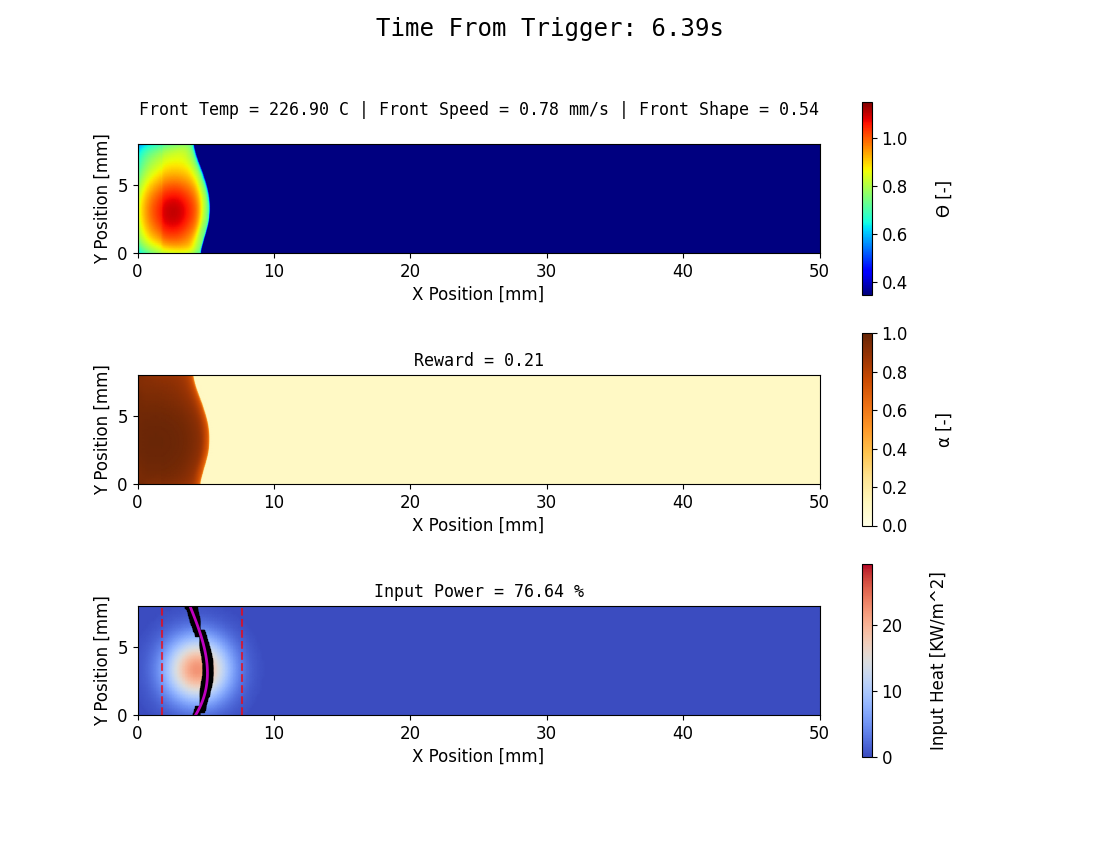 Time From Trigger: 6.39s
Front Temp = 226.90 C | Front Speed = 0.78 mm/s | Front Shape = 0.54
Y Position [mm]
5
0
0 10 20 30 40 50
X Position [mm]
1.0
0.8
0.6
0.4
Θ [-]
Reward = 0.21
Y Position [mm]
5
0
0 10 20 30 40 50
X Position [mm]
1.0
0.8
0.6
0.4
0.2
0.0
α [-]
Input Power = 76.64 %
Y Position [mm]
5
0
0 10 20 30 40 50
X Position [mm]
20
10
0
Input Heat [KW/m^2]